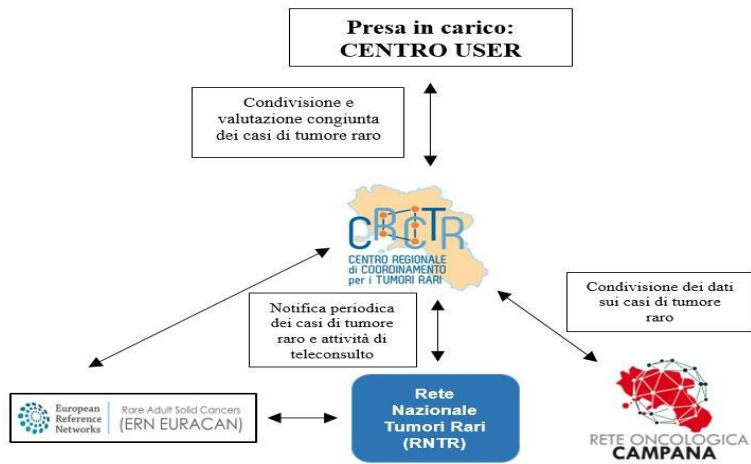 Presa in carico:
CENTRO USER
Condivisione e
valutazione congiunta
dei casi di tumore raro
CRCTR
CENTRO REGIONALE
di COORDINAMENTO
per i TUMORI RARI
Condivisione dei dati
sui casi di tumore
raro
Notifica periodica
dei casi di tumore
raro e attività di
teleconsulto
European
Reference
Networks
Rare Adult Solid Cancers
(ERN EURACAN)
Rete
Nazionale
Tumori Rari
(RNTR)
RETE ONCOLOGICA
CAMPANA